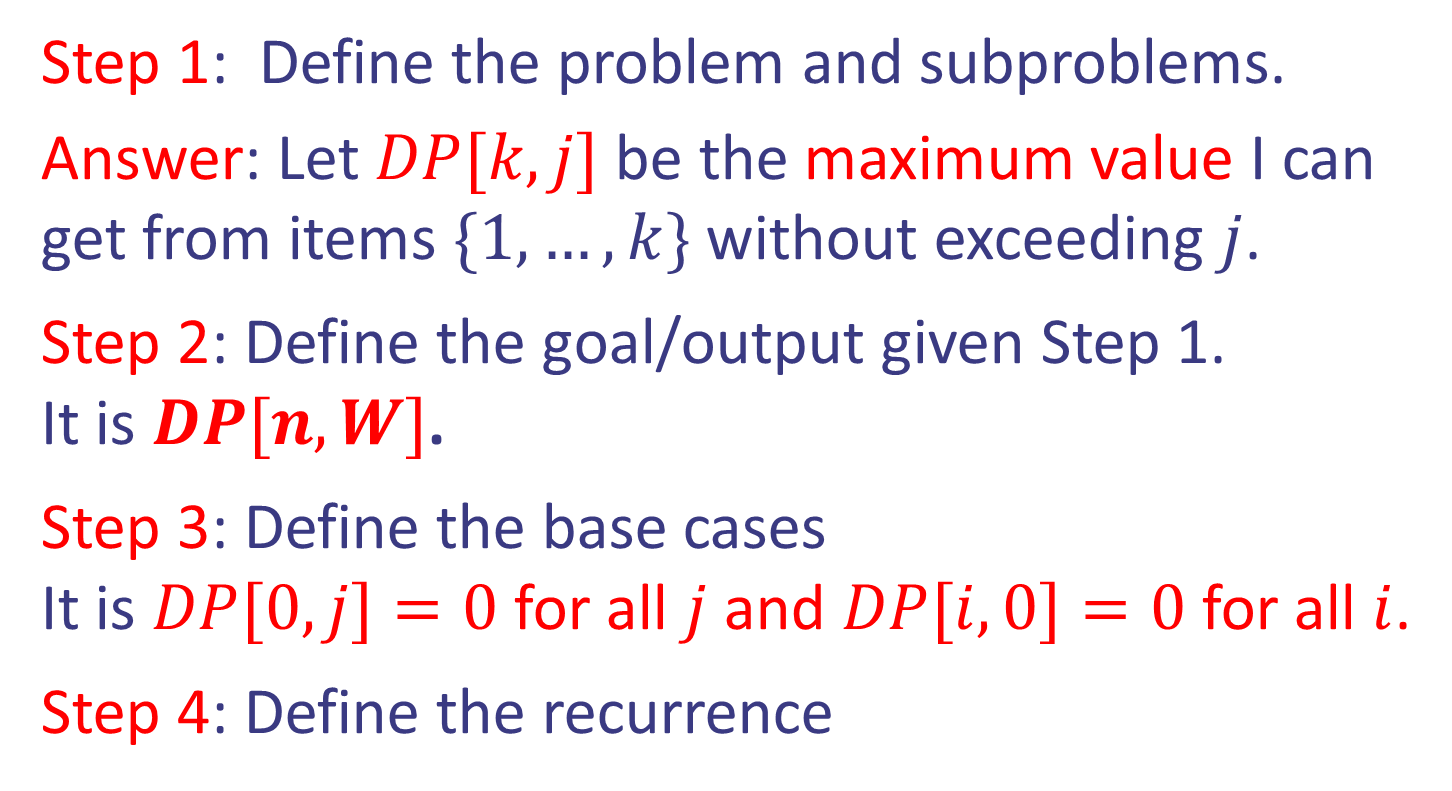 Step 1: Define the problem and subproblems.
Answer: Let DP[k, j] be the maximum value I can
get from items {1, … , k} without exceeding j.
Step 2: Define the goal/output given Step 1.
It is DP[n, W].
Step 3: Define the base cases
It is DP[0, j] = 0 for all j and DP[i, 0] = 0 for all i.
Step 4: Define the recurrence